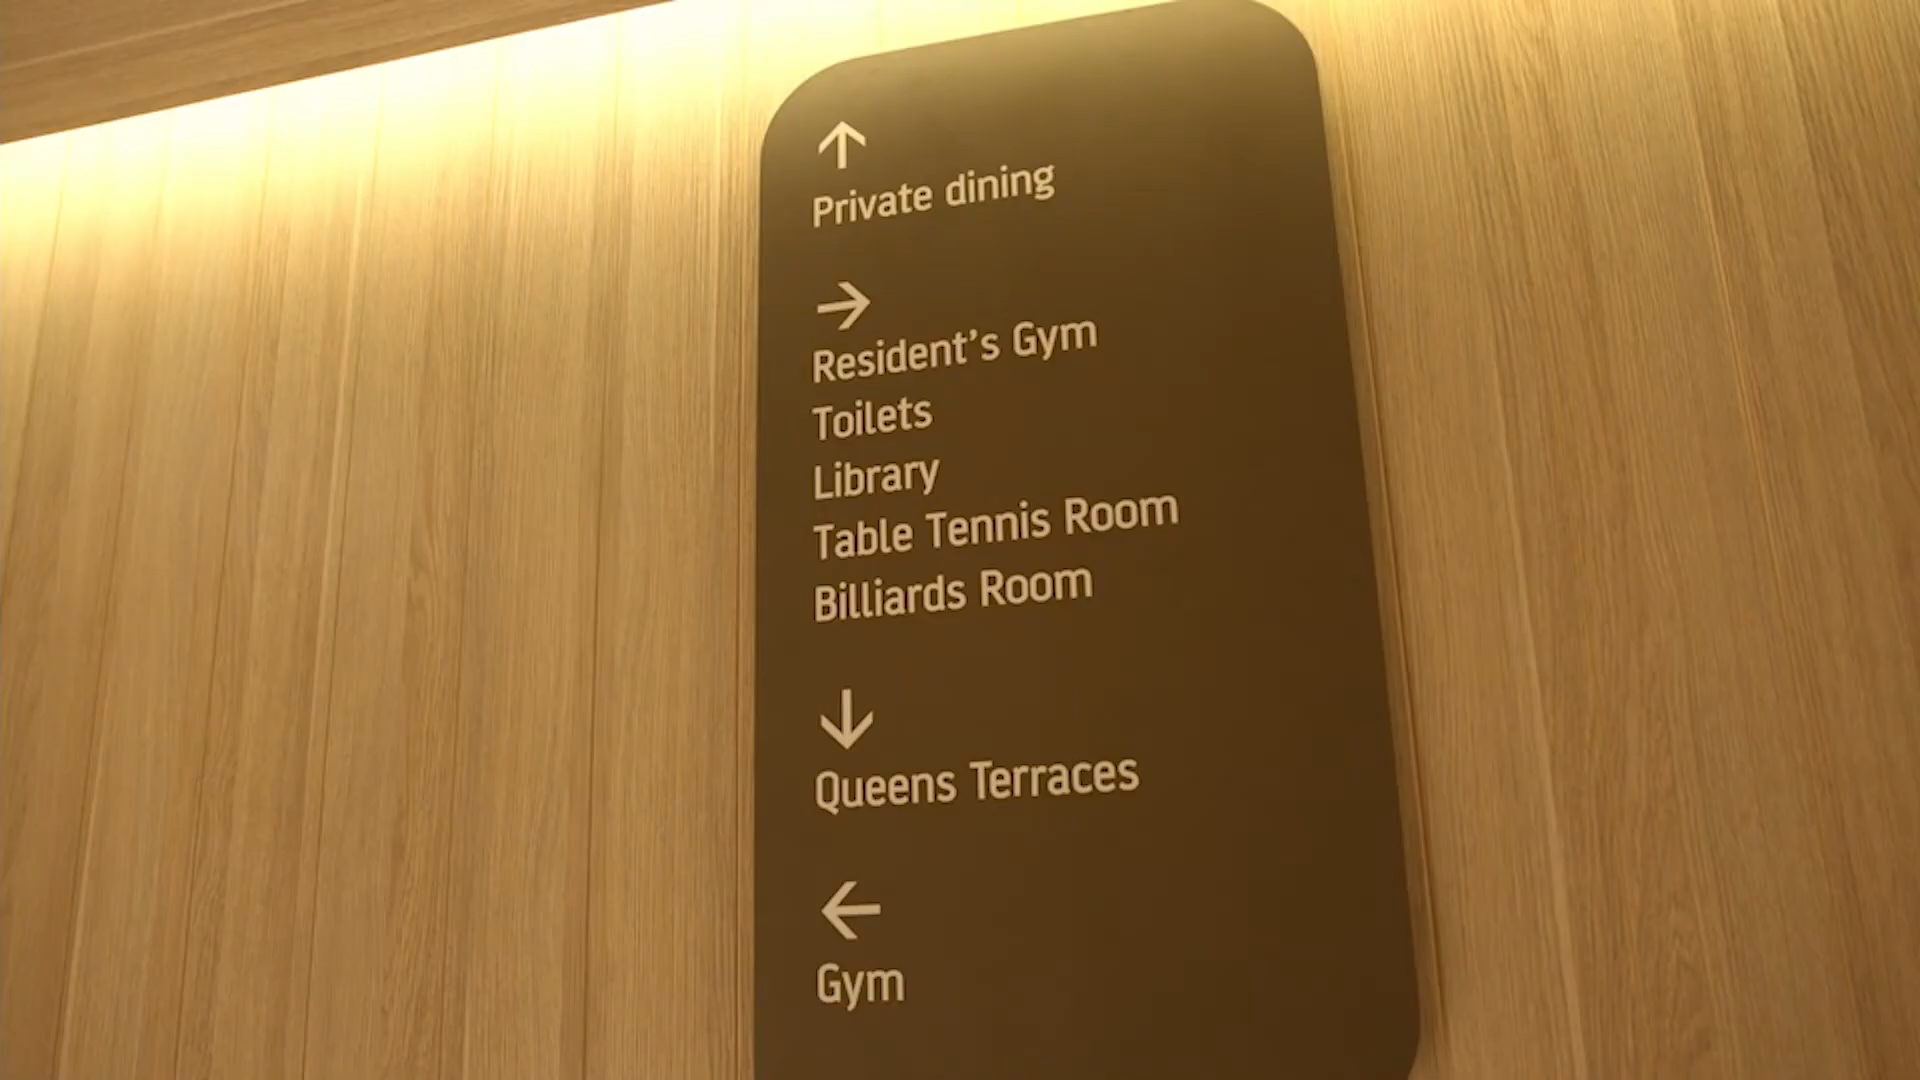 ↑
Private dining
→
Resident's Gym
Toilets
Library
Table Tennis Room
Billiards Room
↓
Queens Terraces
←
Gym